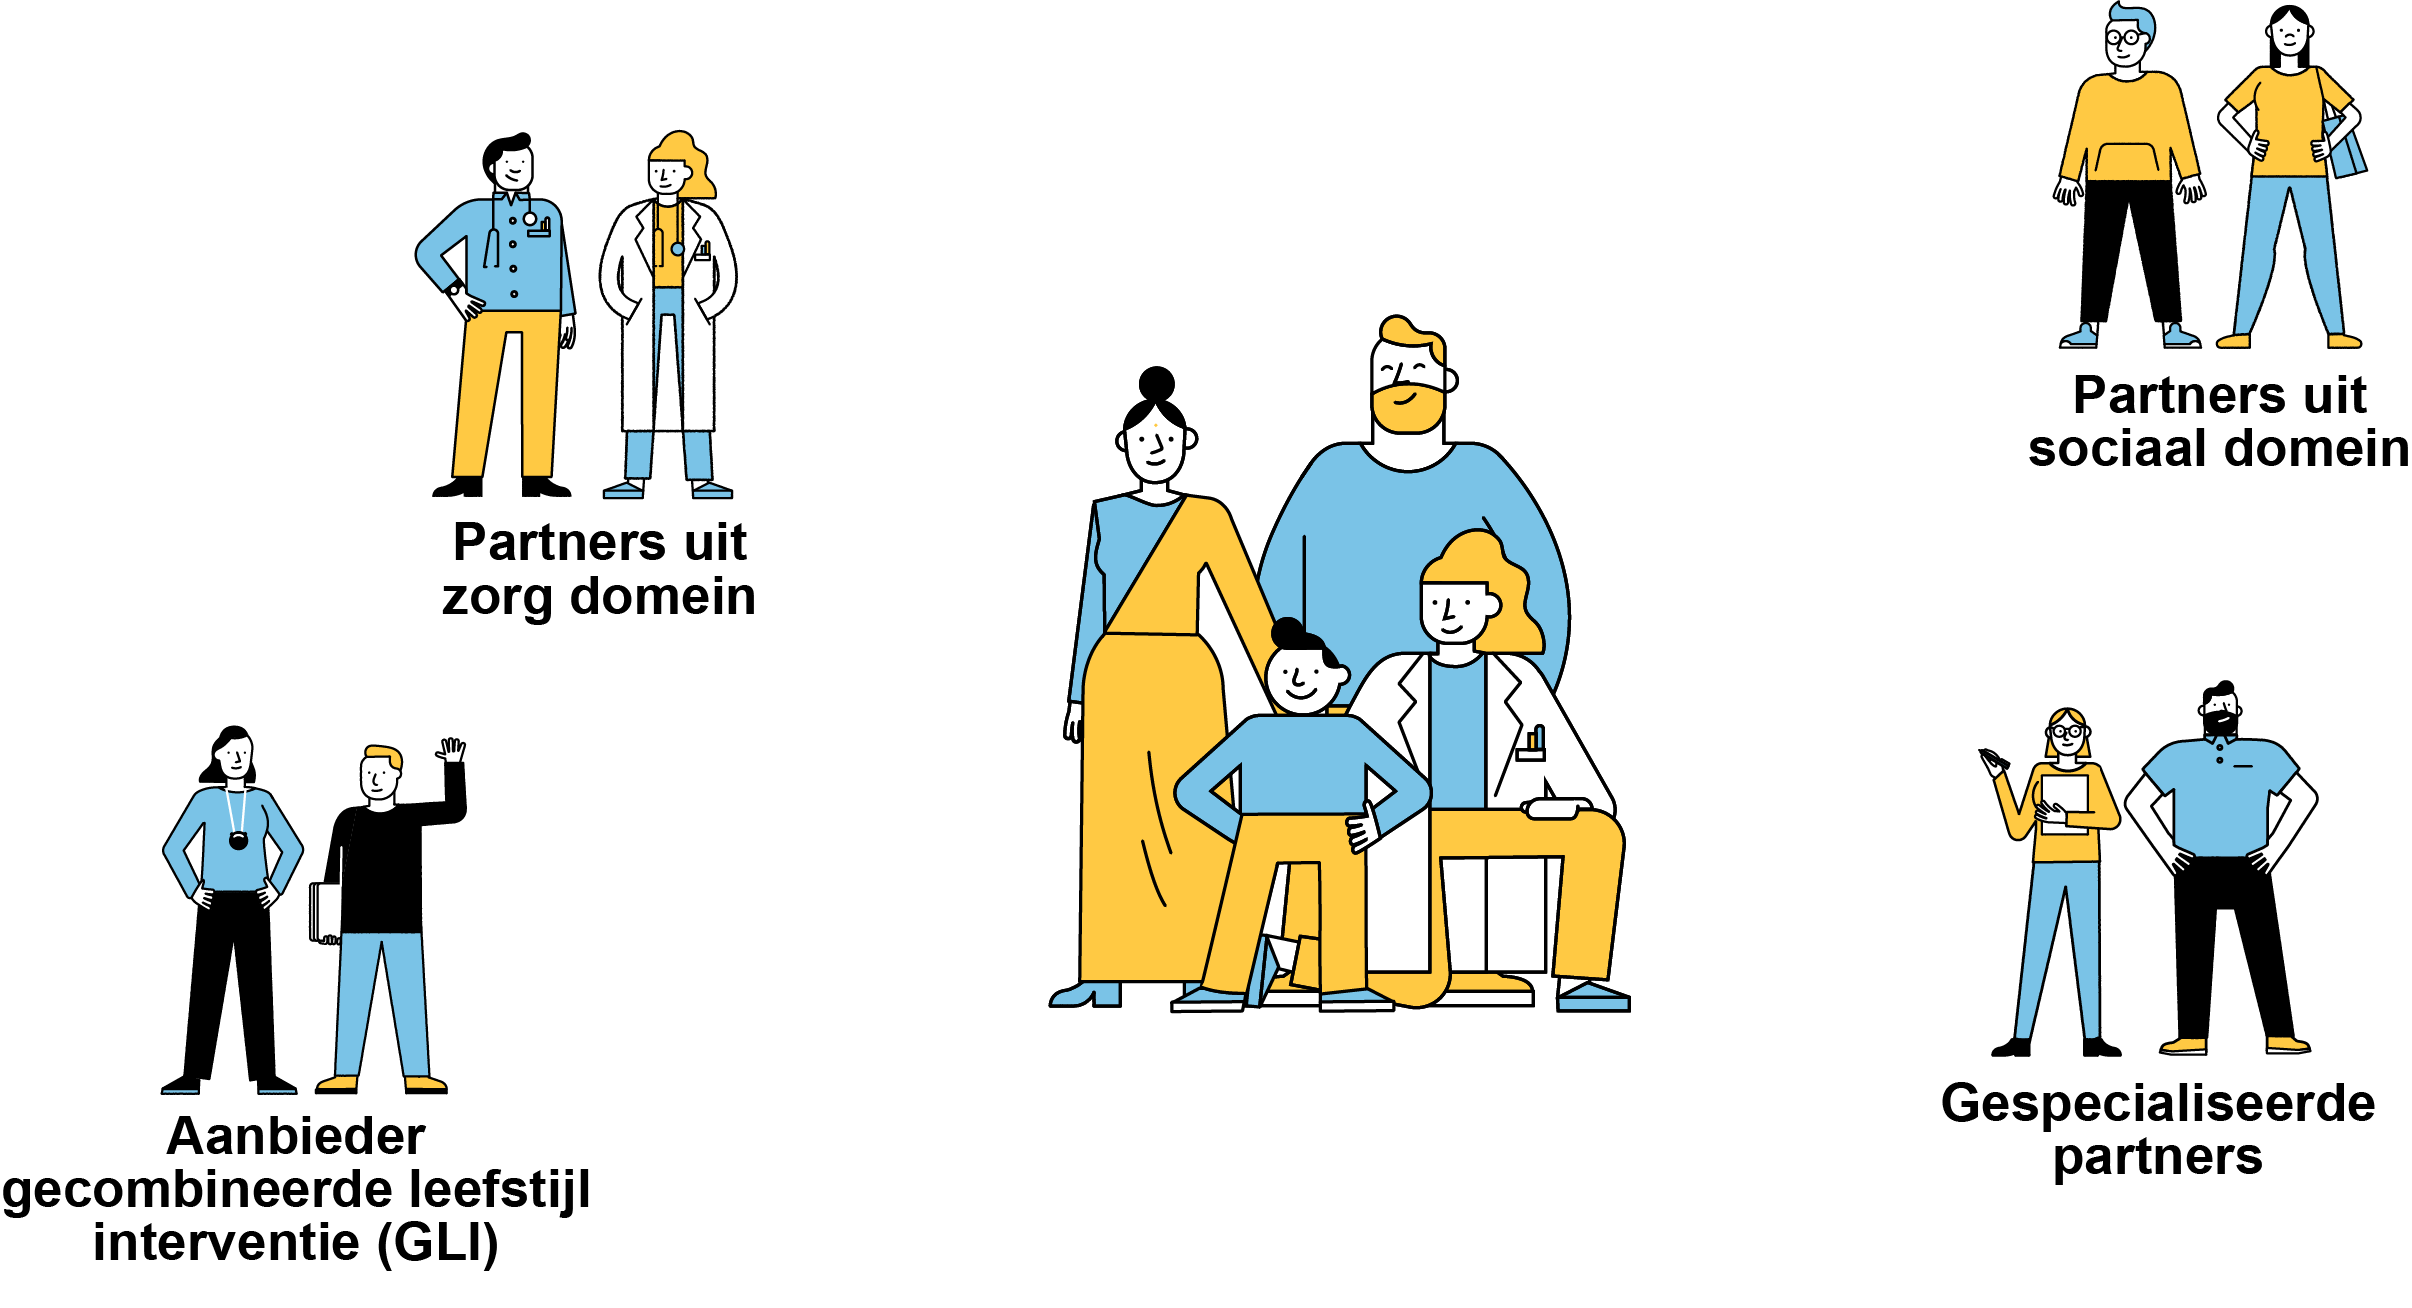 Partners uit
sociaal domein
Partners uit
zorg domein
Gespecialiseerde
partners
Aanbieder
gecombineerde leefstijl
interventie (GLI)